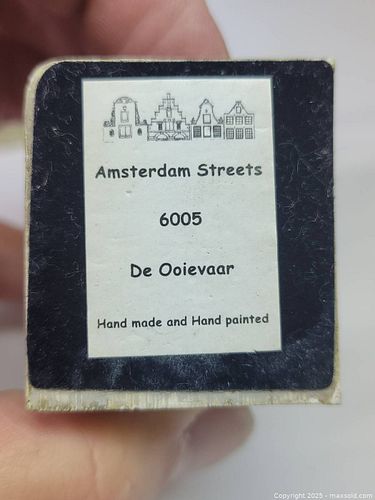 Amsterdam Streets
6005
De Ooievaar
Hand made and Hand painted
Copyright 2025 - maxsold.com